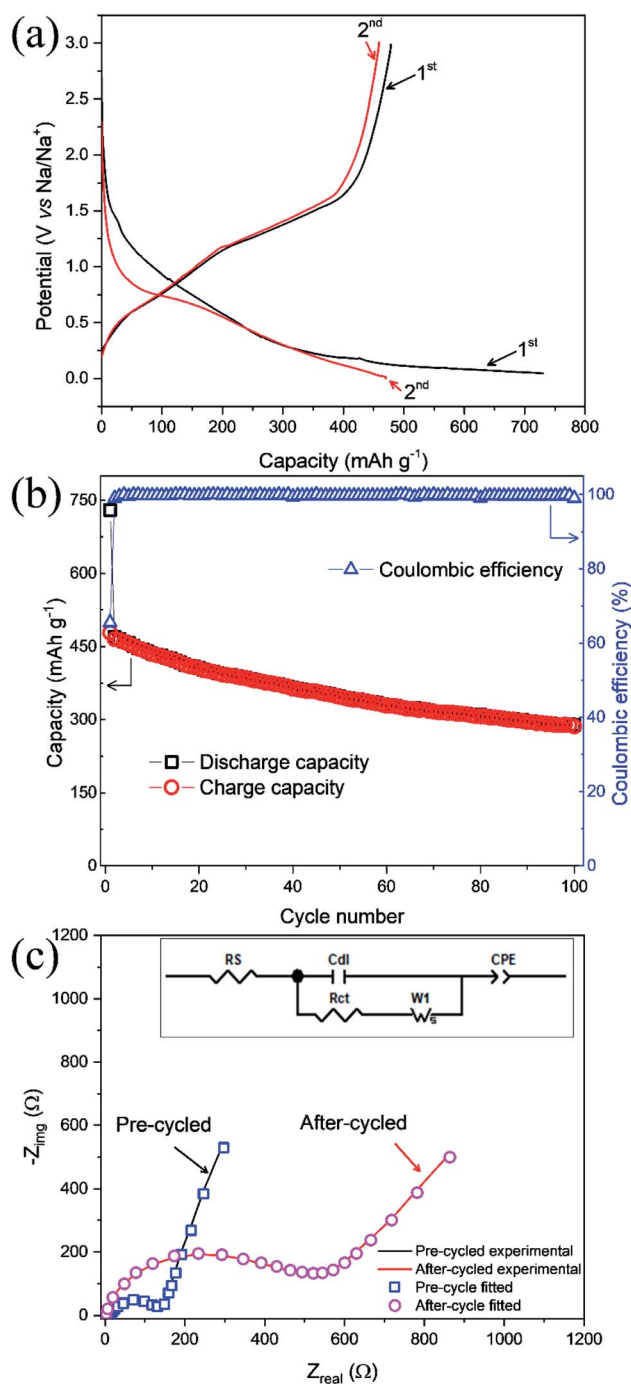 (a)
3.0
2.5
2.0
1.5
1.0
0.5
0.0
Potential (V vs Na/Na⁺)
2ⁿᵈ
1ˢᵗ
1ˢᵗ
2ⁿᵈ
0 100 200 300 400 500 600 700 800
Capacity (mAh g⁻¹)
(b)
750
600
450
300
150
0
Capacity (mAh g⁻¹)
Coulombic efficiency
Discharge capacity
Charge capacity
100
80
60
40
20
0
Coulombic efficiency (%)
0 20 40 60 80 100
Cycle number
(c)
1200
1000
800
600
400
200
0
-Z_img (Ω)
RS Cdl CPE
Rct W1
s
Pre-cycled
After-cycled
Pre-cycled experimental
After-cycled experimental
Pre-cycle fitted
After-cycle fitted
0 200 400 600 800 1000 1200
Z_real (Ω)